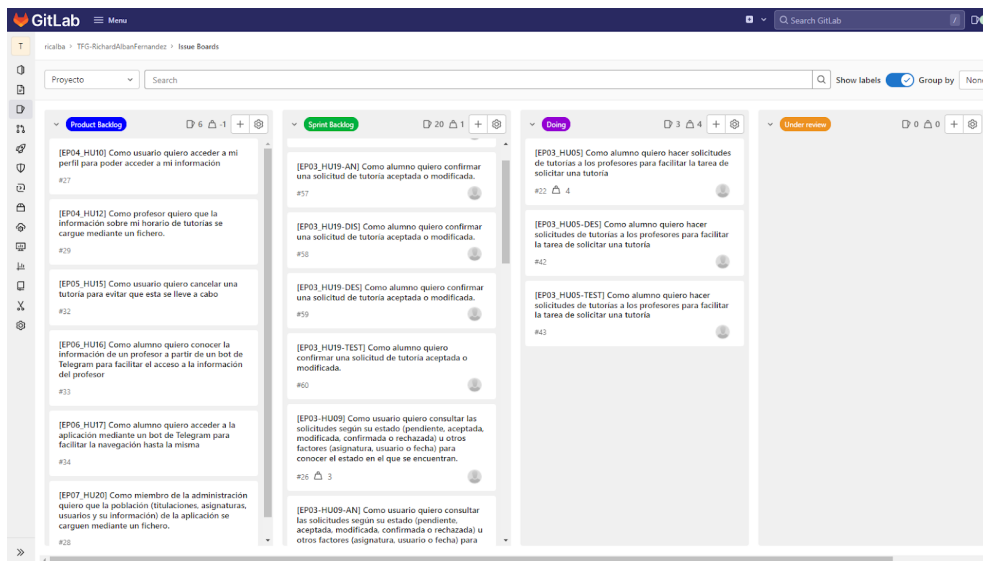 GitLab Menu Search GitLab /
T ricalba > TFG-RichardAlbanFernandez > Issue Boards
Proyecto Search Show labels Group by None
Product Backlog 6 -1
[EP04_HU10] Como usuario quiero acceder a mi
perfil para poder acceder a mi información
#27
[EP04_HU12] Como profesor quiero que la
información sobre mi horario de tutorías se
cargue mediante un fichero.
#29
[EP05_HU15] Como usuario quiero cancelar una
tutoría para evitar que esta se lleve a cabo
#32
[EP06_HU16] Como alumno quiero conocer la
información de un profesor a partir de un bot de
Telegram para facilitar el acceso a la información
del profesor
#33
[EP06_HU17] Como alumno quiero acceder a la
aplicación mediante un bot de Telegram para
facilitar la navegación hasta la misma
#34
[EP07_HU20] Como miembro de la administración
quiero que la población (titulaciones, asignaturas,
usuarios y su información) de la aplicación se
carguen mediante un fichero.
#28
Sprint Backlog 20 1
[EP03_HU19-AN] Como alumno quiero confirmar
una solicitud de tutoría aceptada o modificada.
#57
[EP03_HU19-DIS] Como alumno quiero confirmar
una solicitud de tutoría aceptada o modificada.
#58
[EP03_HU19-DES] Como alumno quiero confirmar
una solicitud de tutoría aceptada o modificada.
#59
[EP03_HU19-TEST] Como alumno quiero
confirmar una solicitud de tutoría aceptada o
modificada.
#60
[EP03-HU09] Como usuario quiero consultar las
solicitudes según su estado (pendiente, aceptada,
modificada, confirmada o rechazada) u otros
factores (asignatura, usuario o fecha) para
conocer el estado en el que se encuentran.
#26 3
[EP03-HU09-AN] Como usuario quiero consultar
las solicitudes según su estado (pendiente,
aceptada, modificada, confirmada o rechazada) u
otros factores (asignatura, usuario o fecha) para
Doing 3 4
[EP03_HU05] Como alumno quiero hacer solicitudes
de tutorías a los profesores para facilitar la tarea de
solicitar una tutoría
#22 4
[EP03_HU05-DES] Como alumno quiero hacer
solicitudes de tutorías a los profesores para facilitar
la tarea de solicitar una tutoría
#42
[EP03_HU05-TEST] Como alumno quiero hacer
solicitudes de tutorías a los profesores para facilitar
la tarea de solicitar una tutoría
#43
Under review 0 0